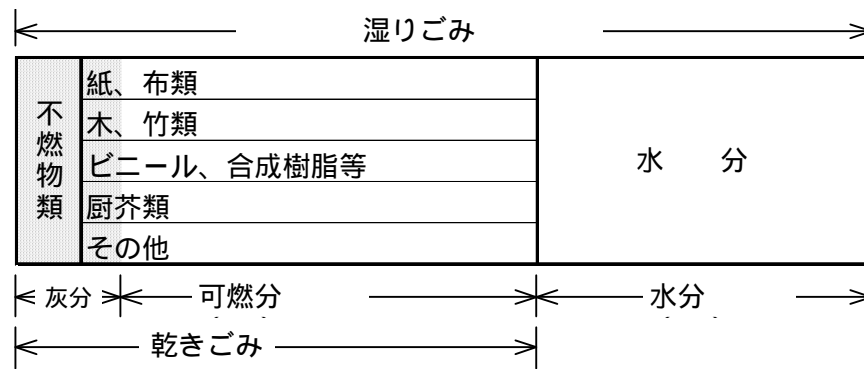 湿りごみ
不燃物類
紙、布類
木、竹類
ビニール、合成樹脂等
厨芥類
その他
水　分
灰分
可燃分
水分
乾きごみ